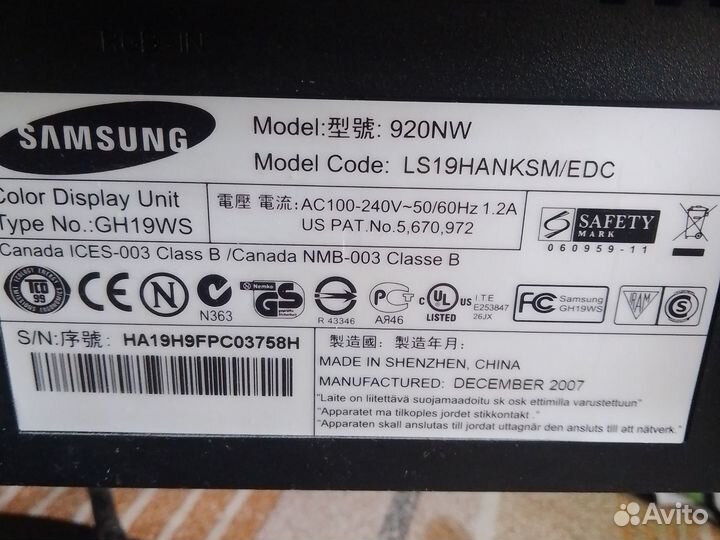 RGB-IN
SAMSUNG
Model:型號: 920NW
Model Code: LS19HANKSM/EDC
Color Display Unit
Type No.:GH19WS
電壓 電流: AC100-240V~50/60Hz 1.2A
US PAT.No.5,670,972
SAFETY
MARK
060959-11
Canada ICES-003 Class B /Canada NMB-003 Classe B
TCO
99
CE
N
N363
Nemko
GS
R 43346
PC
АЯ46
c UL us
LISTED
I.T.E
E253847
26JX
FC
Samsung
GH19WS
IRAM
S
S/N:序號: HA19H9FPC03758H
製造國: 製造年月:
MADE IN SHENZHEN, CHINA
MANUFACTURED: DECEMBER 2007
"Laite on liitettävä suojamaadoitu sk osk ettimilla varustettuun"
"Apparatet ma tilkoples jordet stikkontakt ."
"Apparaten skall anslutas till jordat uttagnär den ansluts till ett nätverk."
Avito